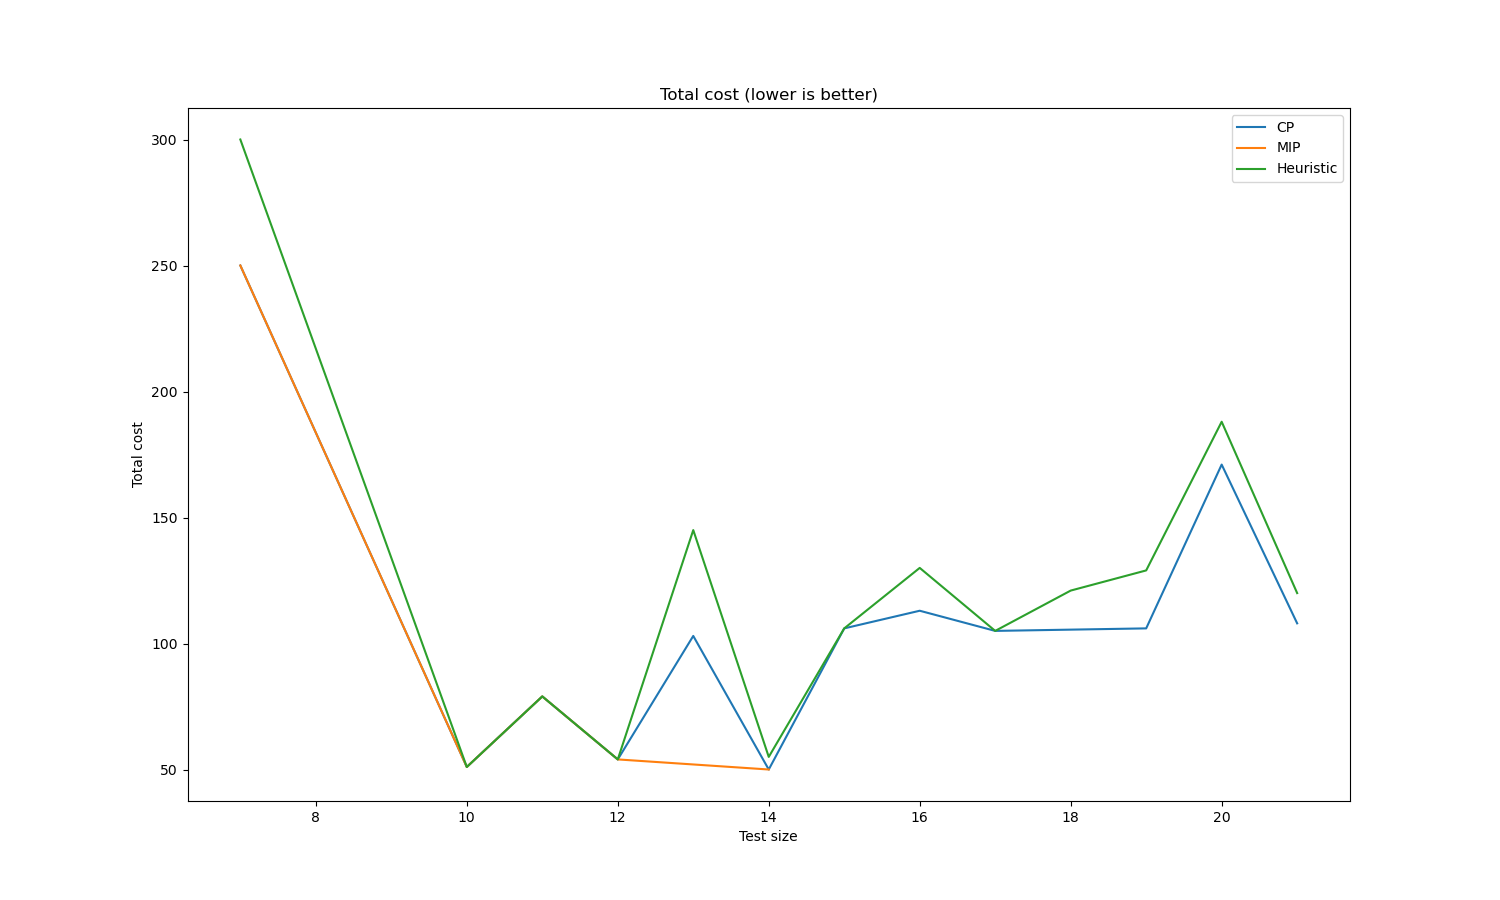 Total cost (lower is better)
CP
MIP
Heuristic
300
250
200
150
100
50
Total cost
8 10 12 14 16 18 20
Test size